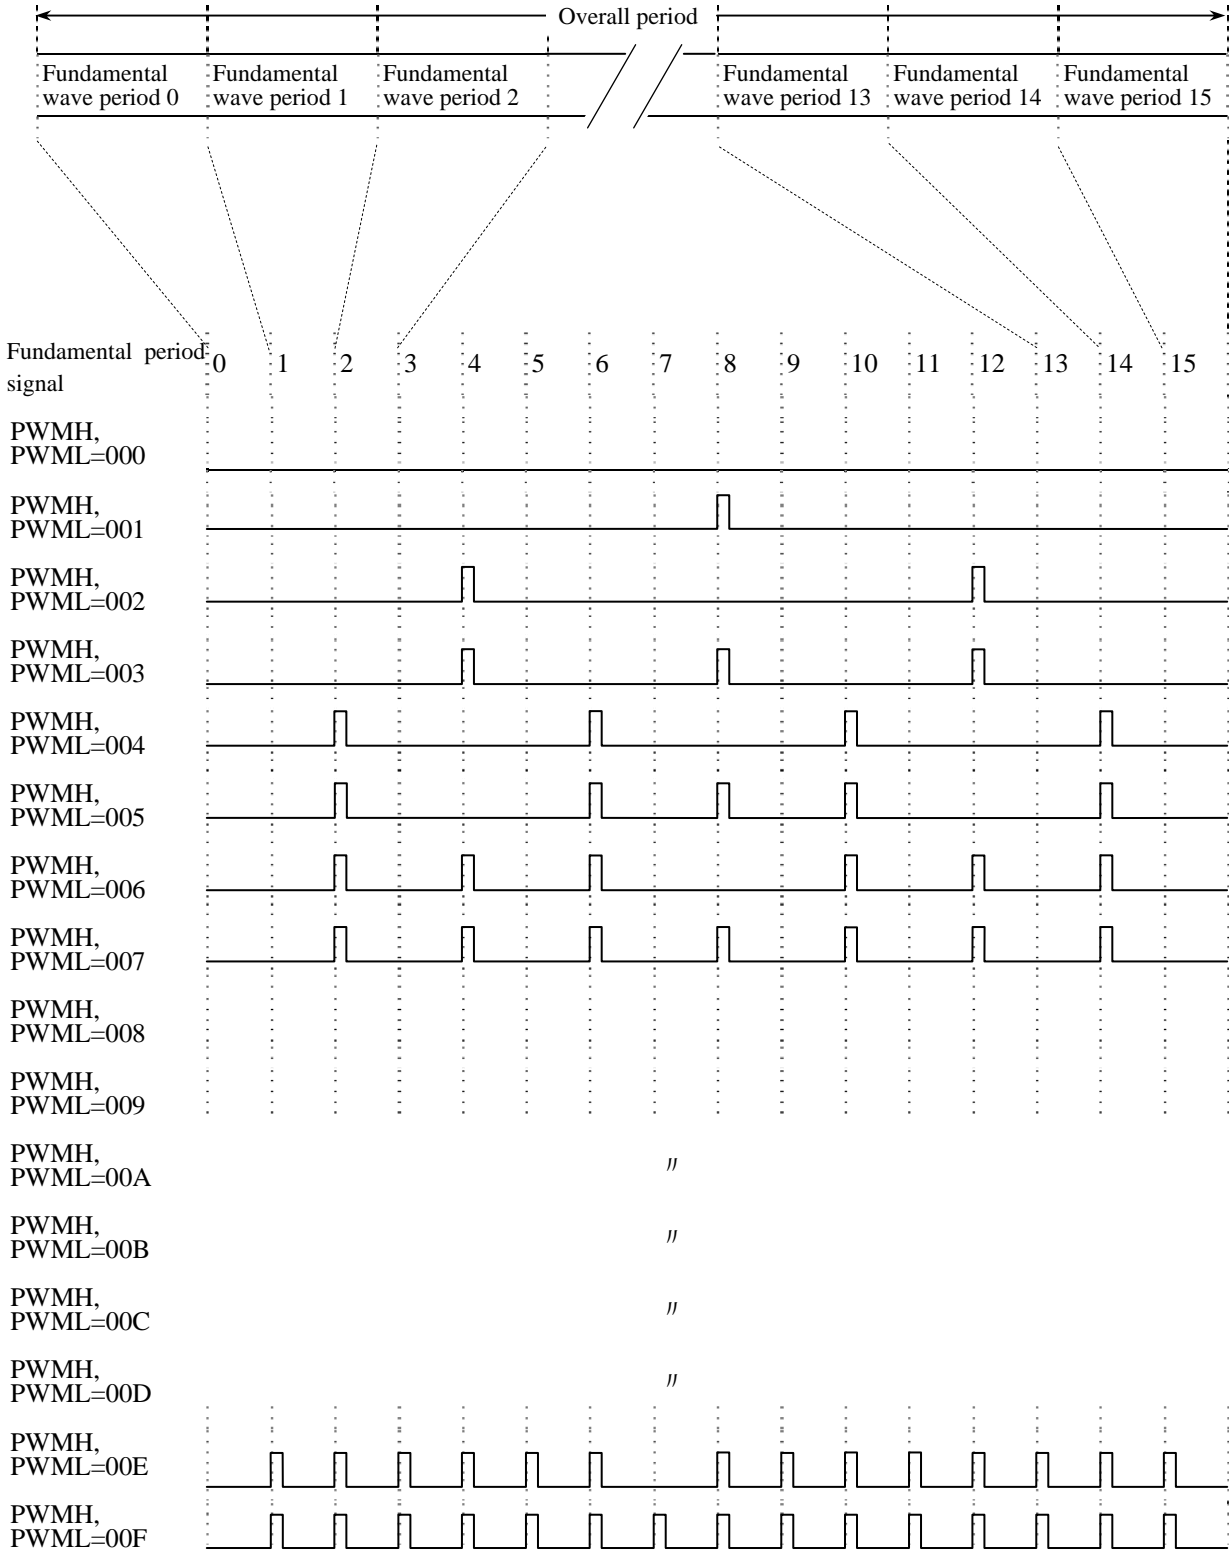 Overall period
Fundamental wave period 0
Fundamental wave period 1
Fundamental wave period 2
Fundamental wave period 13
Fundamental wave period 14
Fundamental wave period 15
Fundamental period signal
0 1 2 3 4 5 6 7 8 9 10 11 12 13 14 15
PWMH,
PWML=000
PWMH,
PWML=001
PWMH,
PWML=002
PWMH,
PWML=003
PWMH,
PWML=004
PWMH,
PWML=005
PWMH,
PWML=006
PWMH,
PWML=007
PWMH,
PWML=008
PWMH,
PWML=009
PWMH,
PWML=00A
〃
PWMH,
PWML=00B
〃
PWMH,
PWML=00C
〃
PWMH,
PWML=00D
〃
PWMH,
PWML=00E
PWMH,
PWML=00F